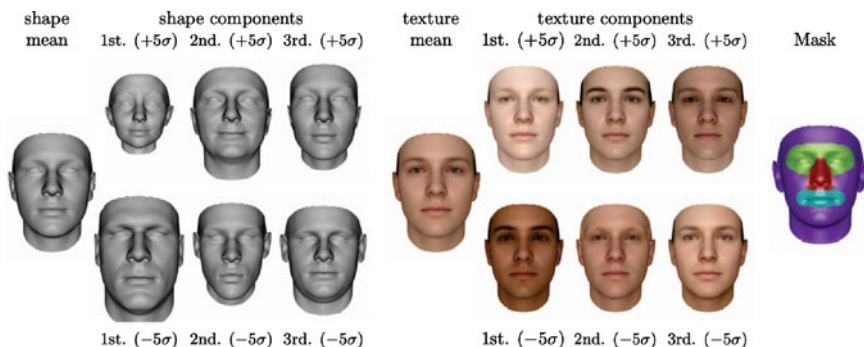 shape mean
shape components
1st. (+5σ) 2nd. (+5σ) 3rd. (+5σ)
texture mean
texture components
1st. (+5σ) 2nd. (+5σ) 3rd. (+5σ)
Mask
1st. (−5σ) 2nd. (−5σ) 3rd. (−5σ)
1st. (−5σ) 2nd. (−5σ) 3rd. (−5σ)